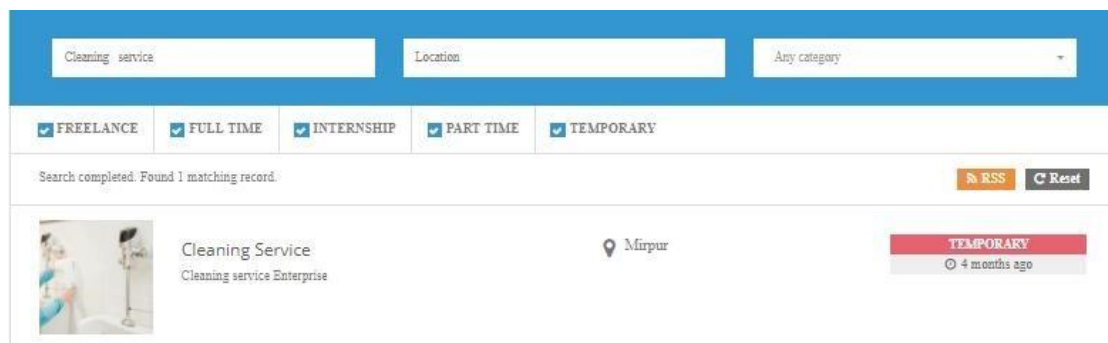 Cleaning service Location Any category
FREELANCE FULL TIME INTERNSHIP PART TIME TEMPORARY
Search completed. Found 1 matching record. RSS Reset
Cleaning Service Mirpur TEMPORARY
Cleaning service Enterprise 4 months ago